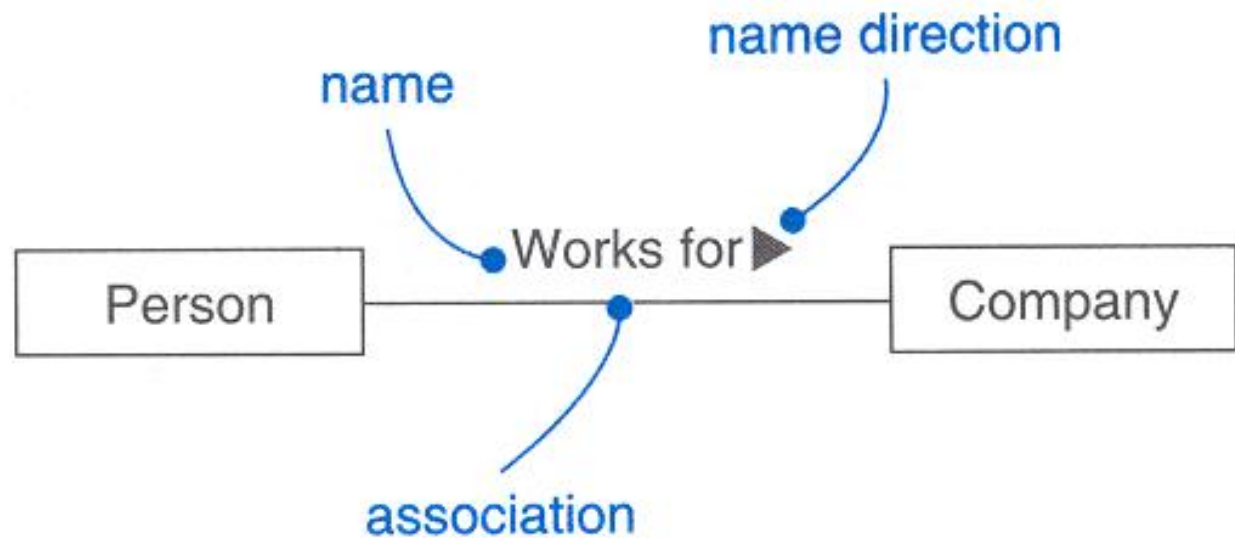 name direction
name
Works for
Person
Company
association